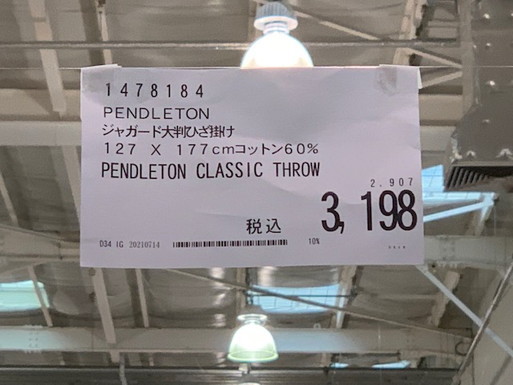 1478184
PENDLETON
ジャガード大判ひざ掛け
127 X 177cmコットン60%
PENDLETON CLASSIC THROW
2.907
税込 3,198
D34 IG 20210714 10%